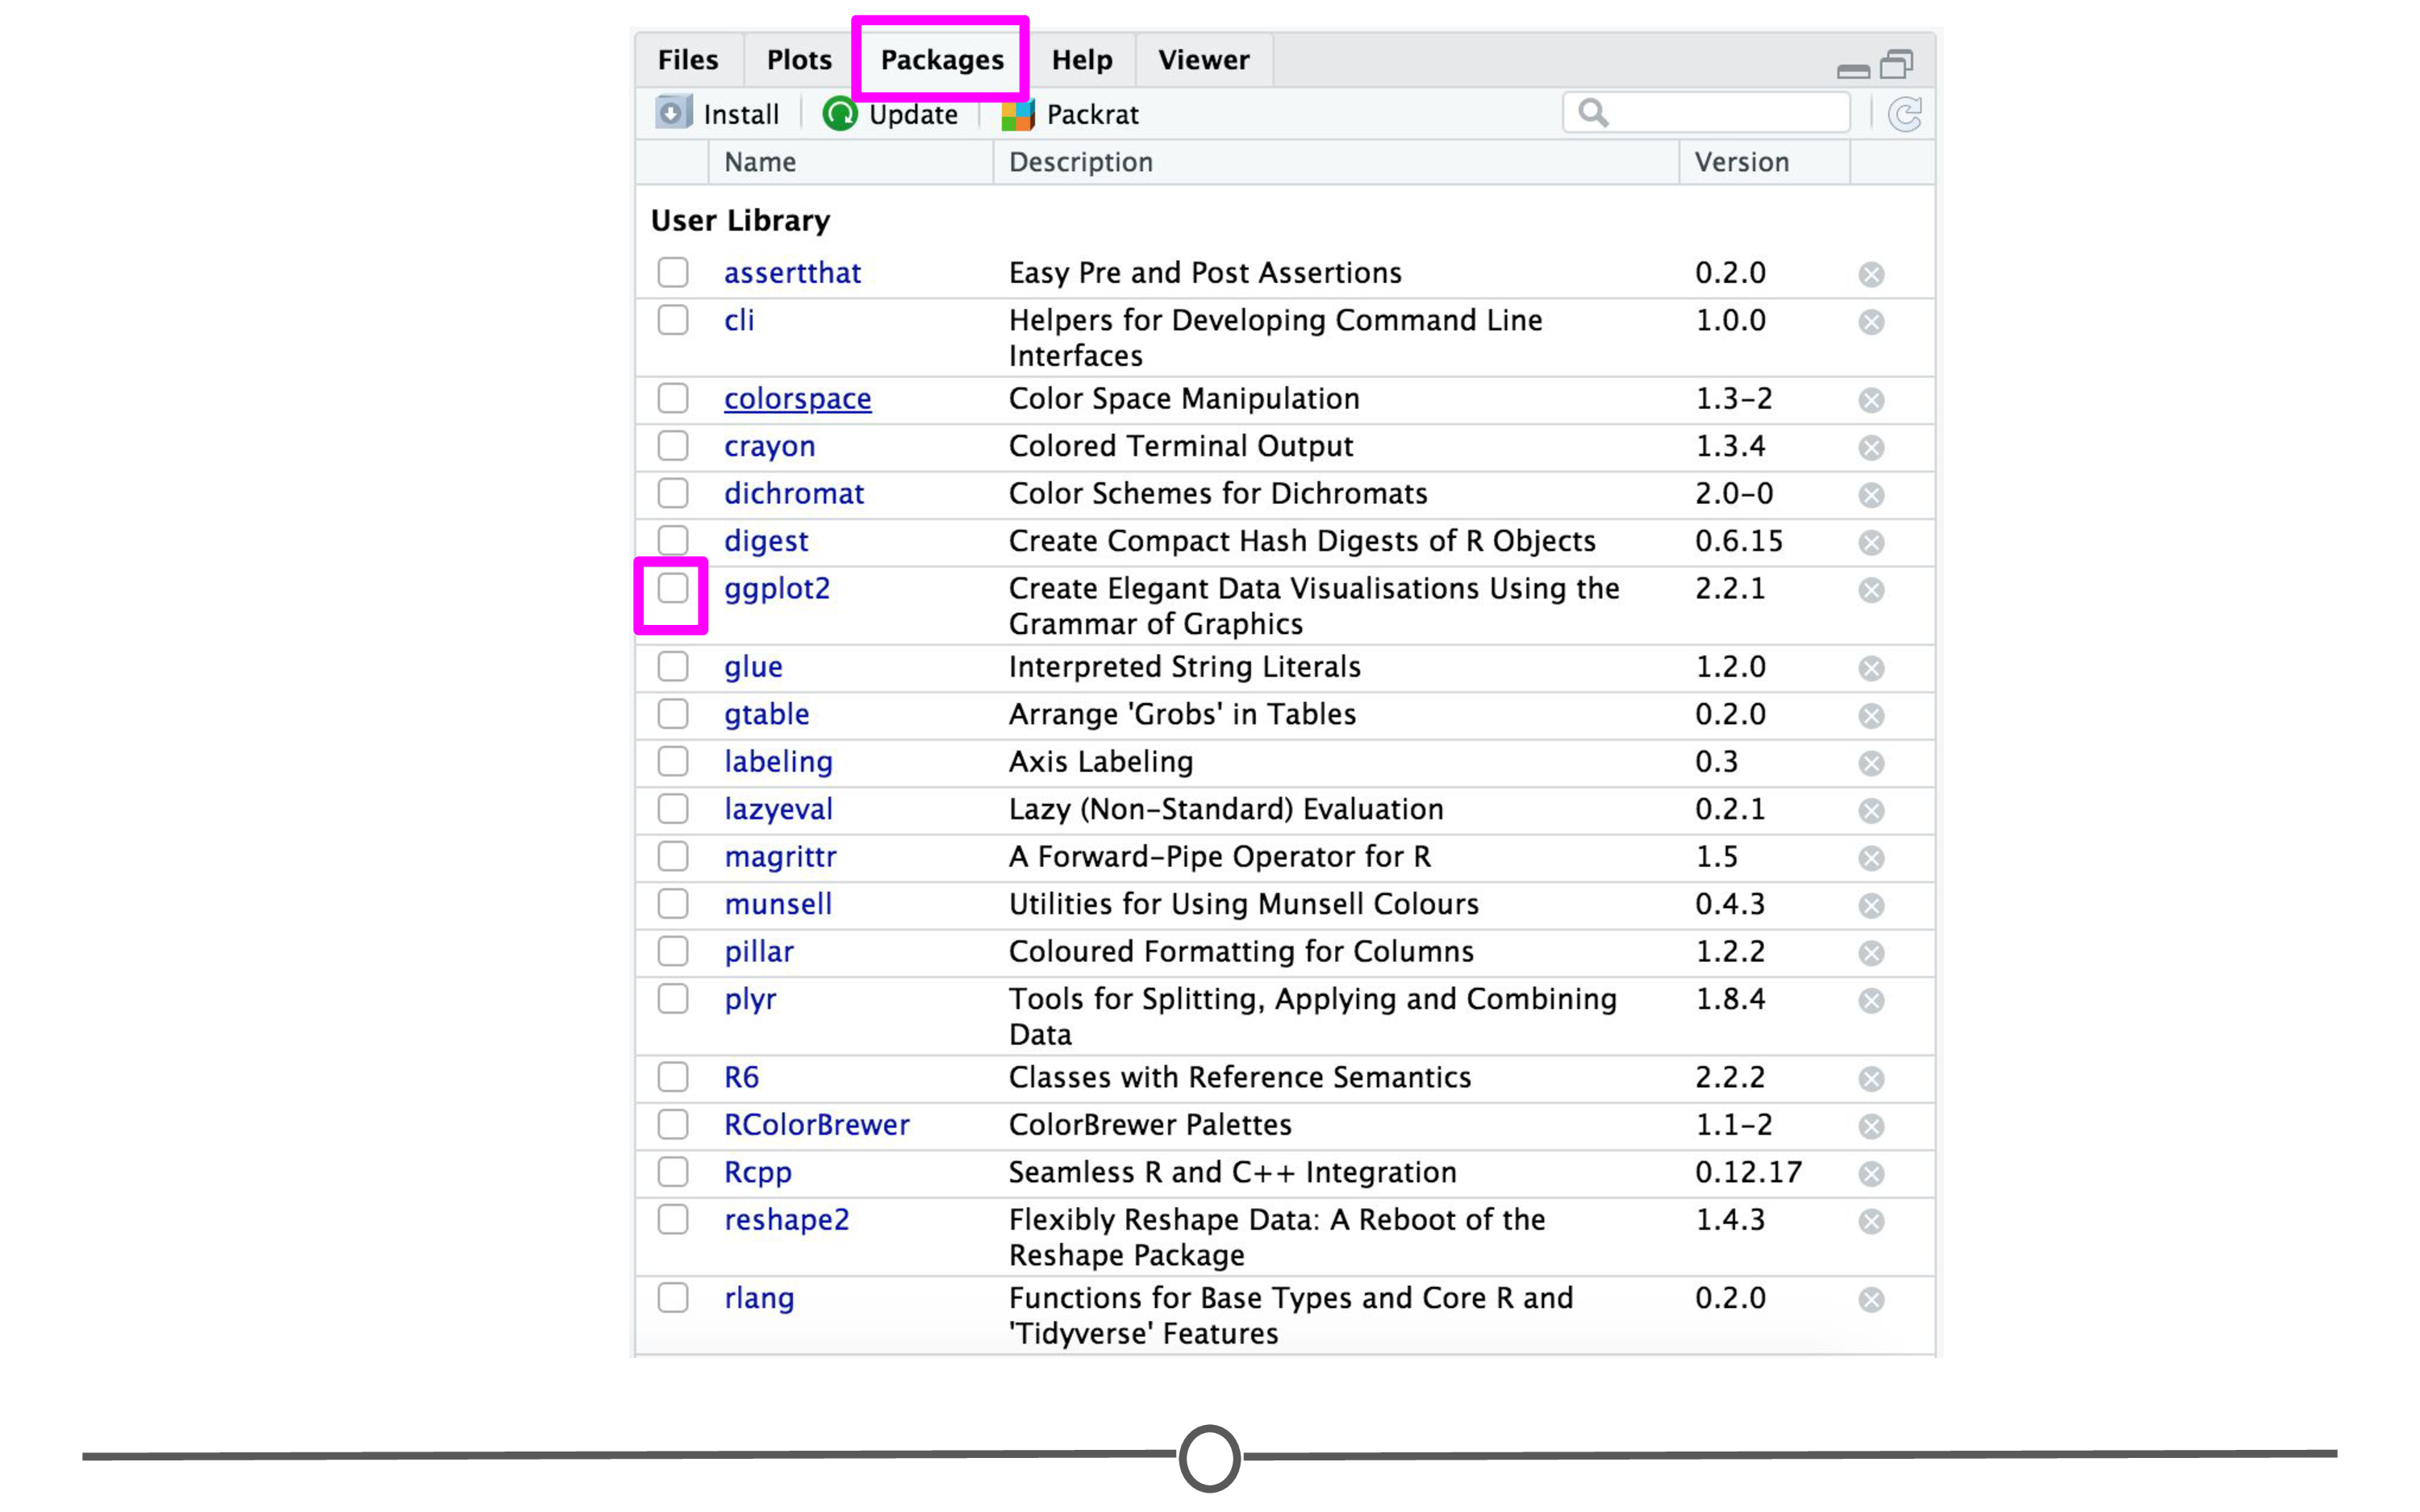 Files Plots Packages Help Viewer
Install Update Packrat
Name Description Version
User Library
assertthat Easy Pre and Post Assertions 0.2.0
cli Helpers for Developing Command Line 1.0.0
Interfaces
colorspace Color Space Manipulation 1.3-2
crayon Colored Terminal Output 1.3.4
dichromat Color Schemes for Dichromats 2.0-0
digest Create Compact Hash Digests of R Objects 0.6.15
ggplot2 Create Elegant Data Visualisations Using the 2.2.1
Grammar of Graphics
glue Interpreted String Literals 1.2.0
gtable Arrange 'Grobs' in Tables 0.2.0
labeling Axis Labeling 0.3
lazyeval Lazy (Non-Standard) Evaluation 0.2.1
magrittr A Forward-Pipe Operator for R 1.5
munsell Utilities for Using Munsell Colours 0.4.3
pillar Coloured Formatting for Columns 1.2.2
plyr Tools for Splitting, Applying and Combining 1.8.4
Data
R6 Classes with Reference Semantics 2.2.2
RColorBrewer ColorBrewer Palettes 1.1-2
Rcpp Seamless R and C++ Integration 0.12.17
reshape2 Flexibly Reshape Data: A Reboot of the 1.4.3
Reshape Package
rlang Functions for Base Types and Core R and 0.2.0
'Tidyverse' Features